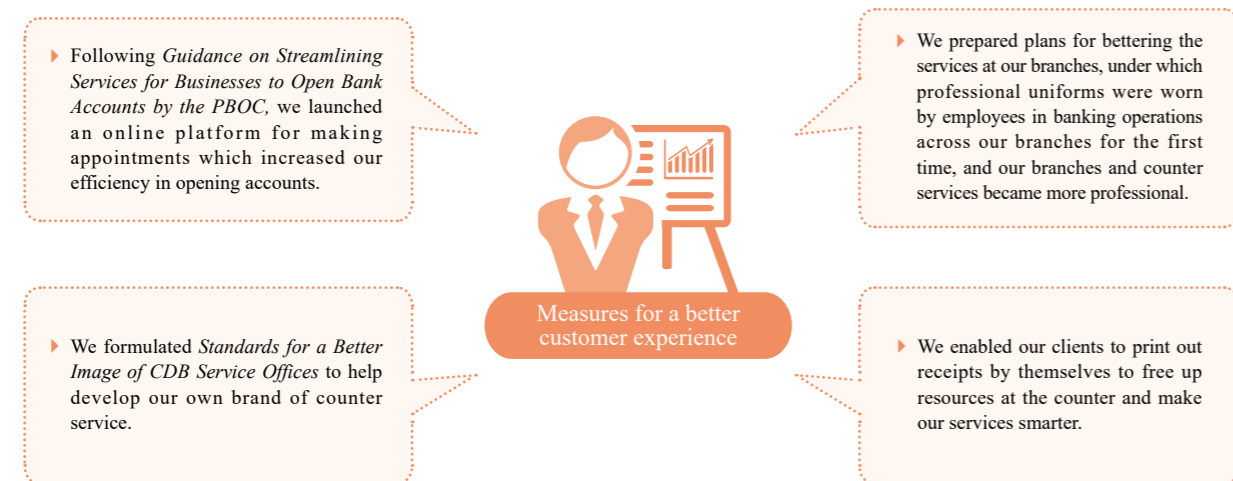 Following Guidance on Streamlining
Services for Businesses to Open Bank
Accounts by the PBOC, we launched
an online platform for making
appointments which increased our
efficiency in opening accounts.
We prepared plans for bettering the
services at our branches, under which
professional uniforms were worn
by employees in banking operations
across our branches for the first
time, and our branches and counter
services became more professional.
Measures for a better
customer experience
We formulated Standards for a Better
Image of CDB Service Offices to help
develop our own brand of counter
service.
We enabled our clients to print out
receipts by themselves to free up
resources at the counter and make
our services smarter.